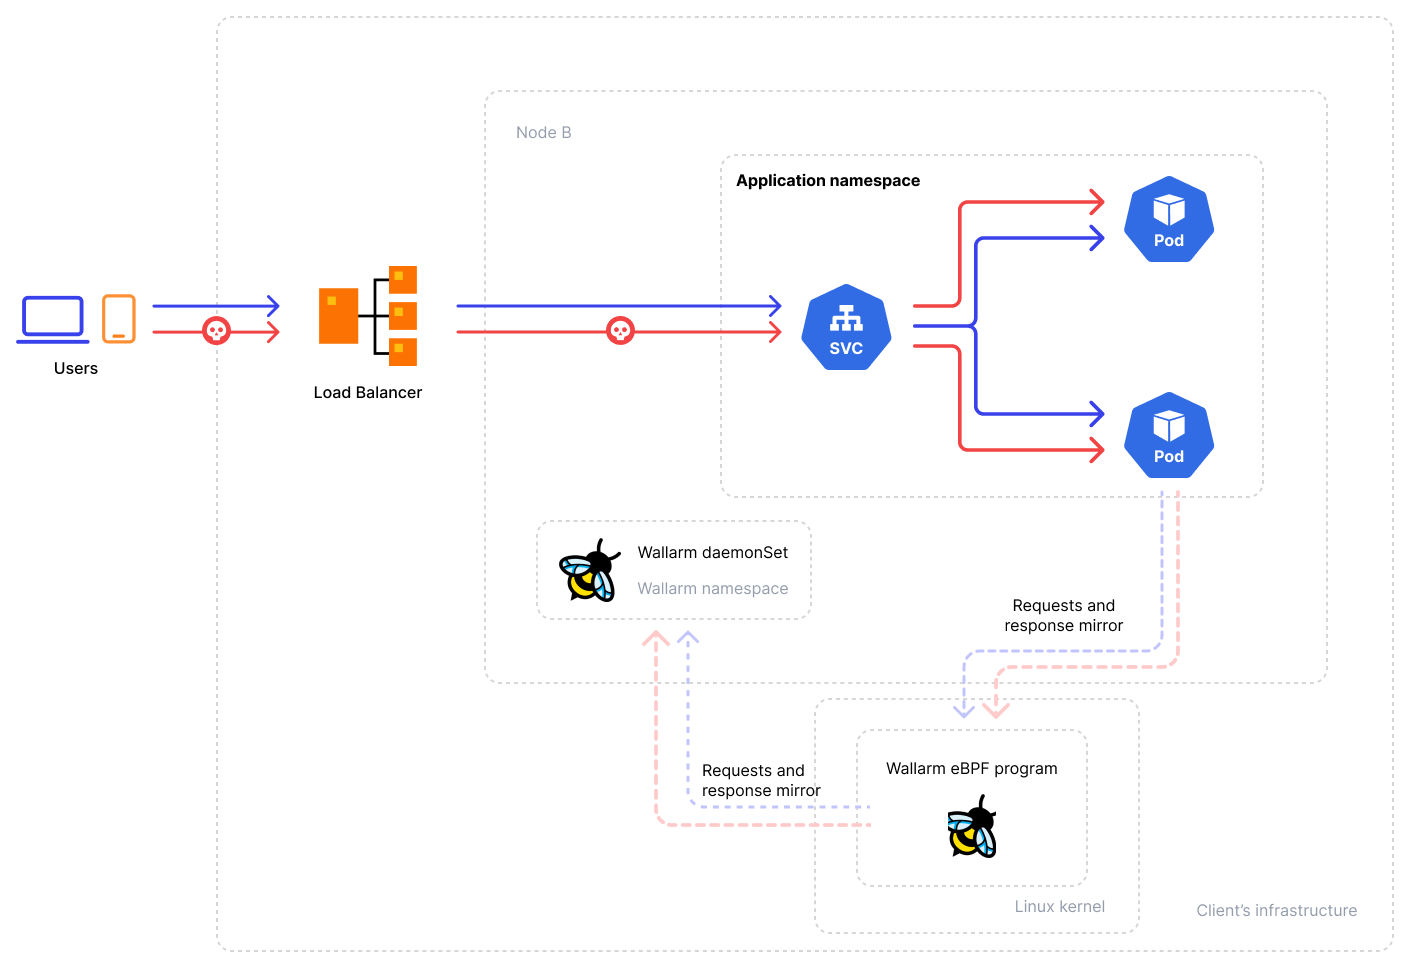 Node B
Application namespace
Pod
Users
Load Balancer
SVC
Pod
Wallarm daemonSet
Wallarm namespace
Requests and
response mirror
Requests and
response mirror
Wallarm eBPF program
Linux kernel
Client’s infrastructure